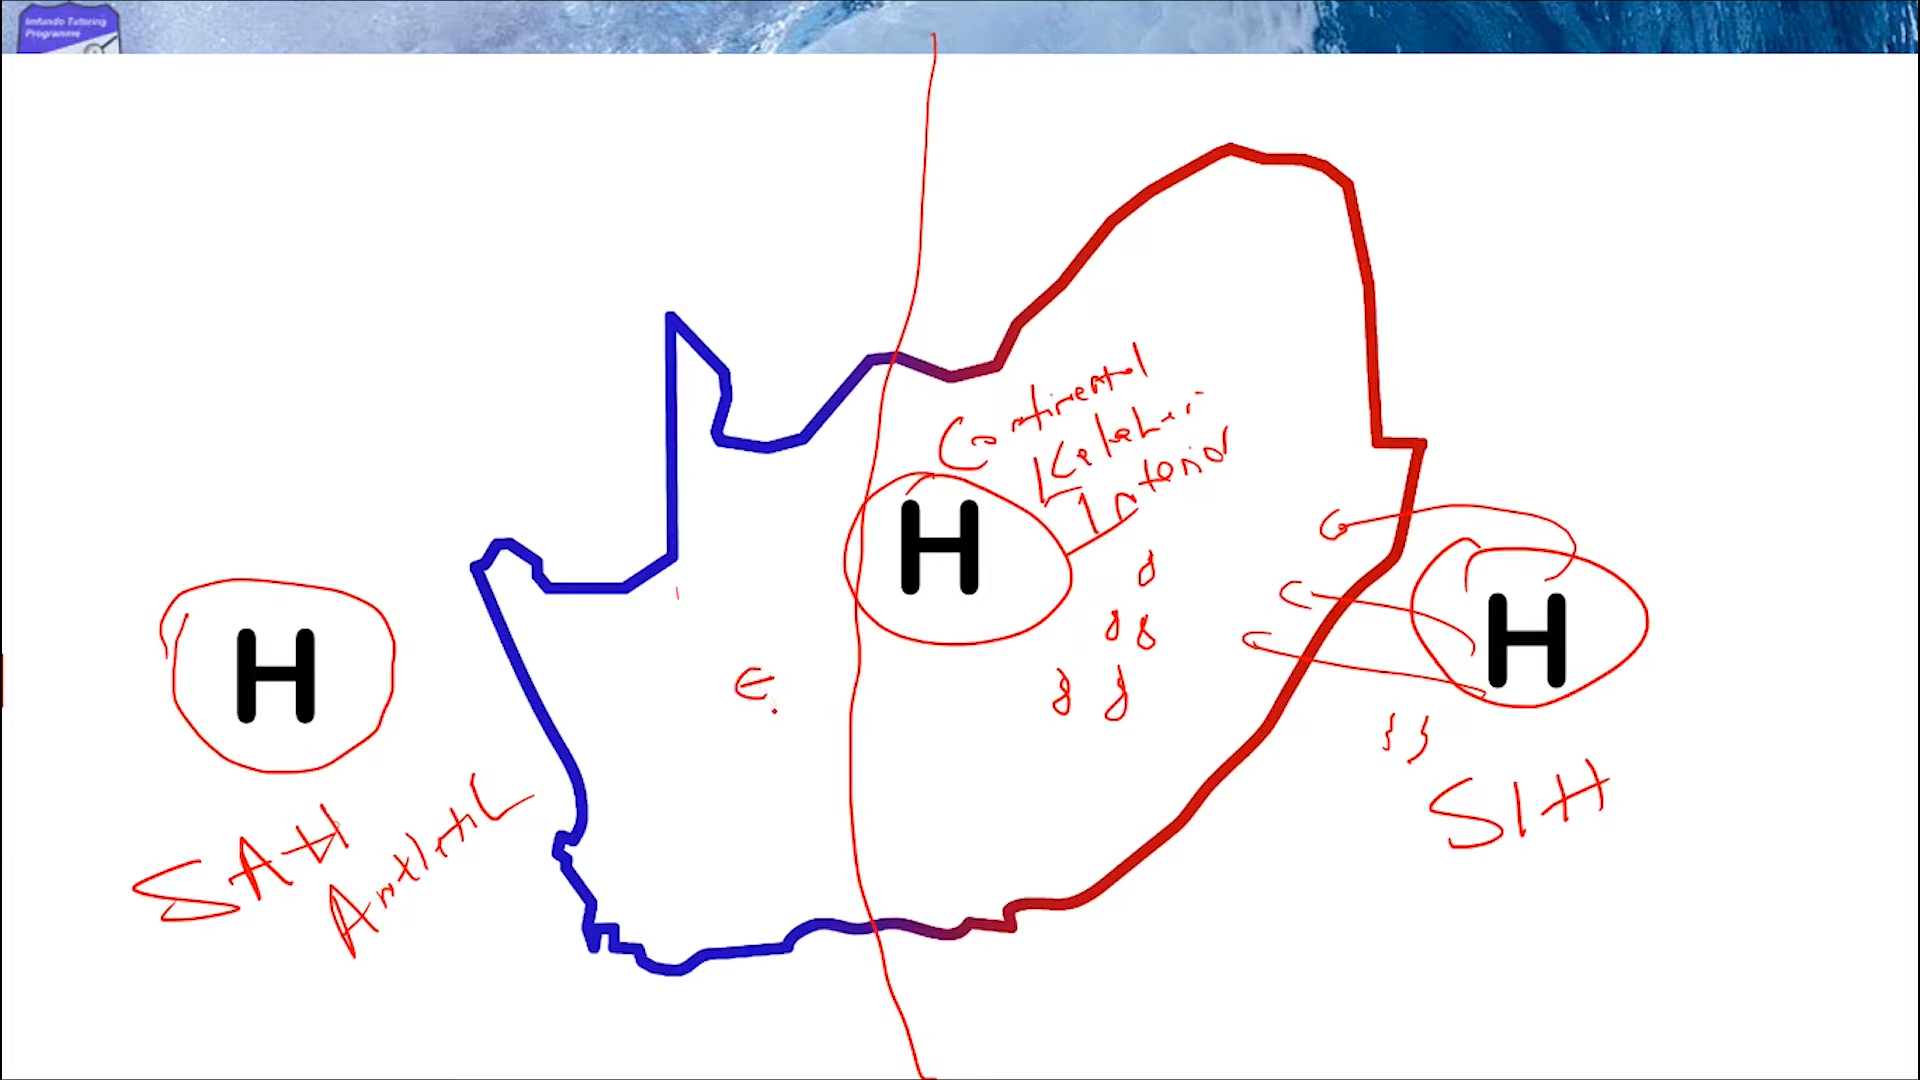 Imfundo Tutoring
Programme
Continental
Kalahari
Interior
H
H
H
E
SAH
Atlantic
SIH